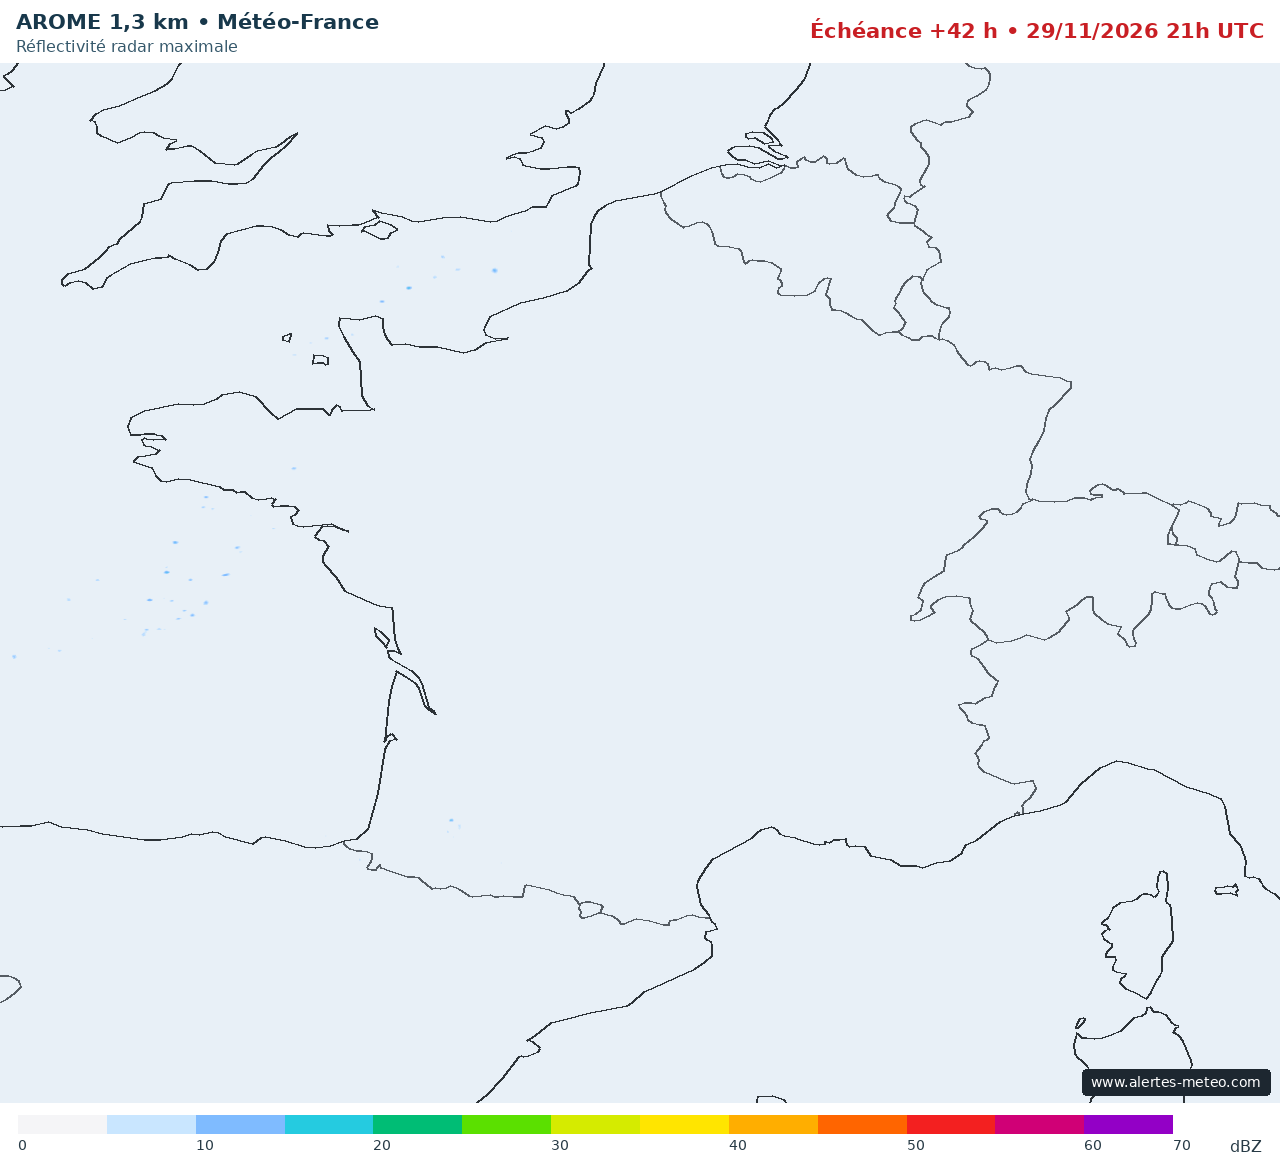 AROME 1,3 km • Météo-France
Réflectivité radar maximale
Échéance +42 h • 29/11/2026 21h UTC
www.alertes-meteo.com
0 10 20 30 40 50 60 70 dBZ